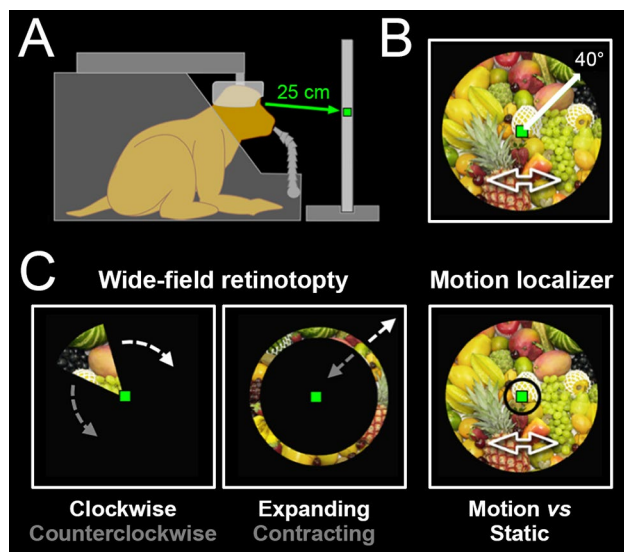 A
25 cm
B
40°
C
Wide-field retinotopty
Motion localizer
Clockwise
Counterclockwise
Expanding
Contracting
Motion vs
Static